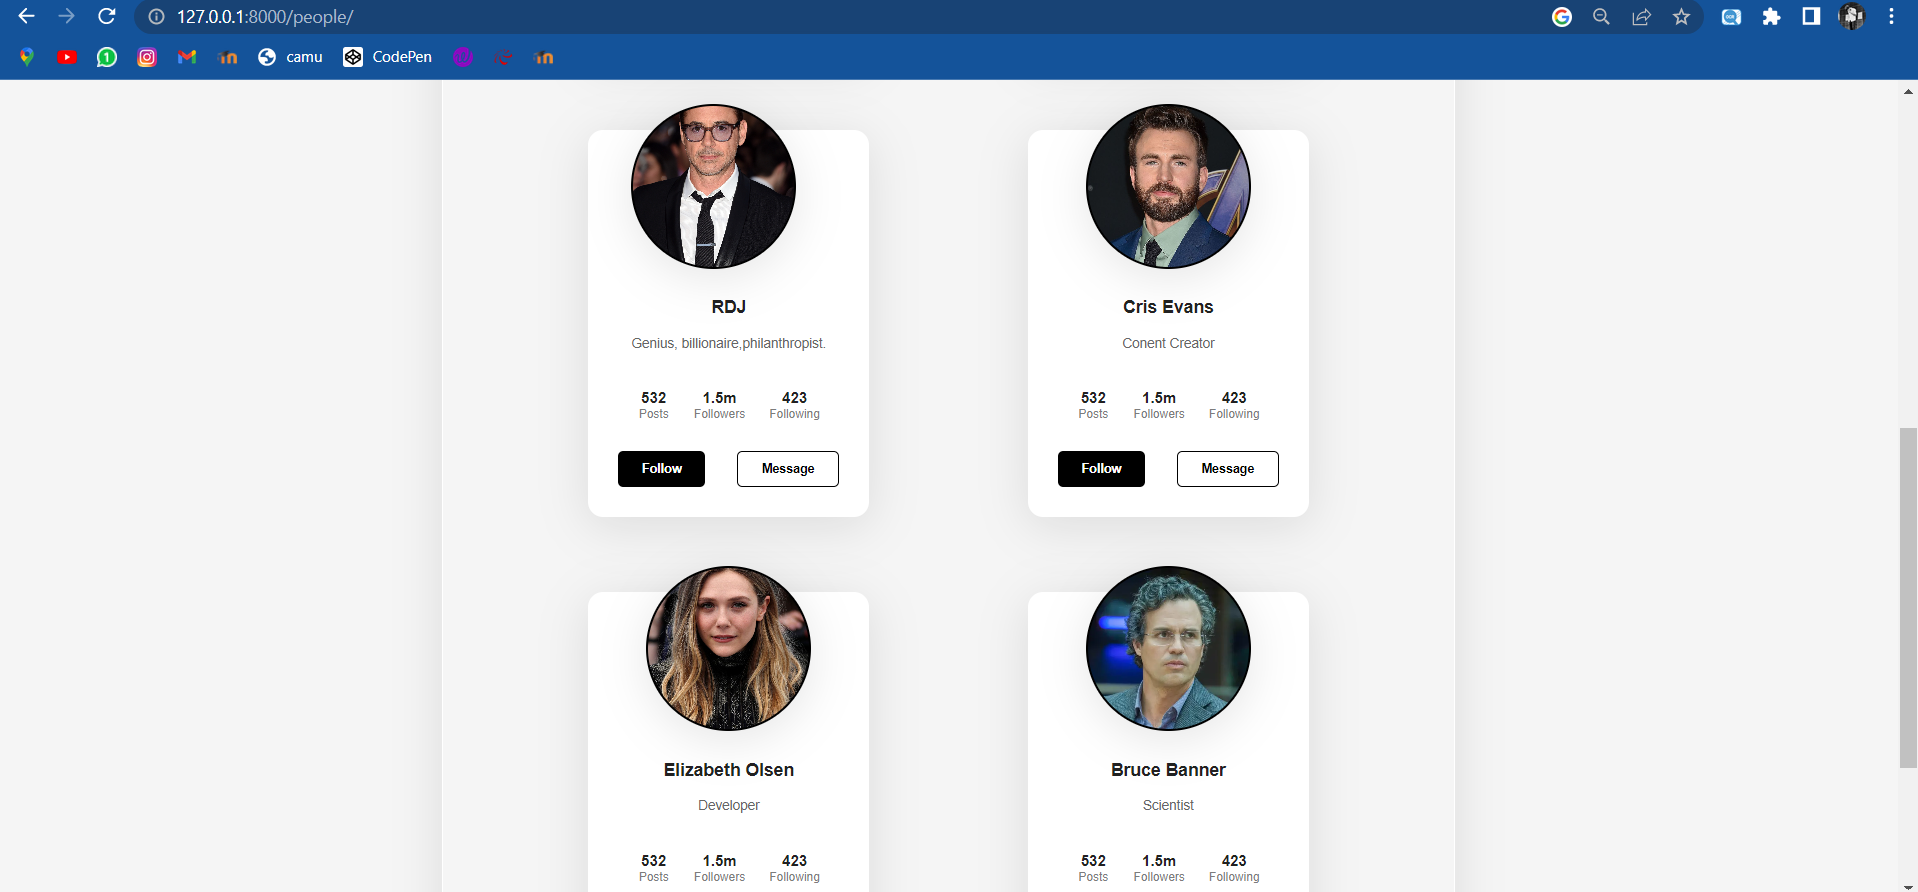 127.0.0.1:8000/people/
camu
CodePen
RDJ
Genius, billionaire,philanthropist.
532 1.5m 423
Posts Followers Following
Follow Message
Cris Evans
Conent Creator
532 1.5m 423
Posts Followers Following
Follow Message
Elizabeth Olsen
Developer
532 1.5m 423
Posts Followers Following
Bruce Banner
Scientist
532 1.5m 423
Posts Followers Following